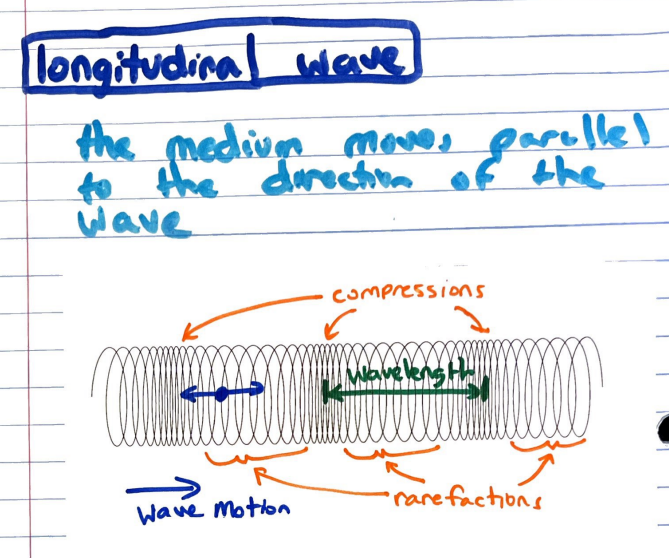 longitudinal wave
the medium moves parallel
to the direction of the
wave
compressions
wavelength
rarefactions
wave motion